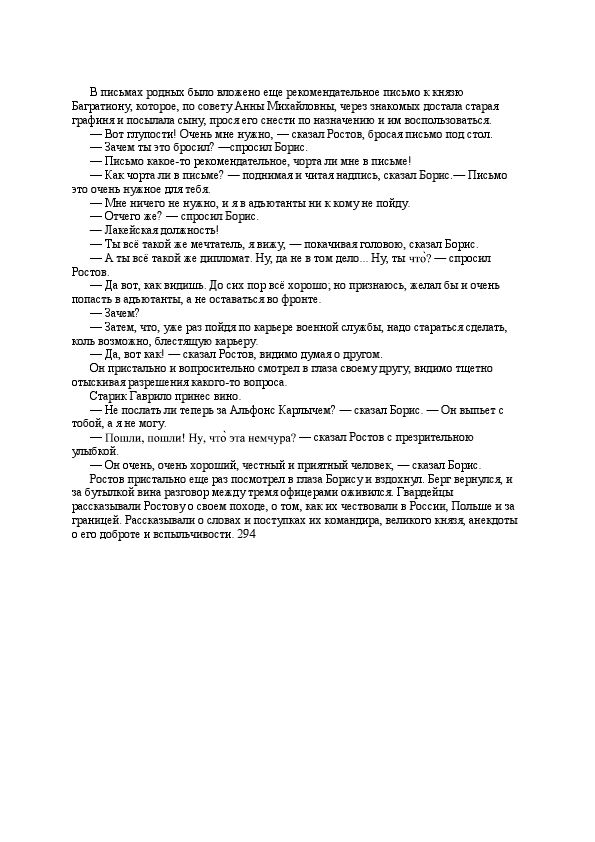 В письмах родных было вложено еще рекомендательное письмо к князю
Багратиону, которое, по совету Анны Михайловны, через знакомых достала старая
графиня и посылала сыну, прося его снести по назначению и им воспользоваться.
— Вот глупости! Очень мне нужно, — сказал Ростов, бросая письмо под стол.
— Зачем ты это бросил? —спросил Борис.
— Письмо какое-то рекомендательное, чорта ли мне в письме!
— Как чорта ли в письме? — поднимая и читая надпись, сказал Борис.— Письмо
это очень нужное для тебя.
— Мне ничего не нужно, и я в адъютанты ни к кому не пойду.
— Отчего же? — спросил Борис.
— Лакейская должность!
— Ты всё такой же мечтатель, я вижу, — покачивая головою, сказал Борис.
— А ты всё такой же дипломат. Ну, да не в том дело... Ну, ты что̀? — спросил
Ростов.
— Да вот, как видишь. До сих пор всё хорошо; но признаюсь, желал бы и очень
попасть в адъютанты, а не оставаться во фронте.
— Зачем?
— Затем, что, уже раз пойдя по карьере военной службы, надо стараться сделать,
коль возможно, блестящую карьеру.
— Да, вот как! — сказал Ростов, видимо думая о другом.
Он пристально и вопросительно смотрел в глаза своему другу, видимо тщетно
отыскивая разрешения какого-то вопроса.
Старик Гаврило принес вино.
— Не послать ли теперь за Альфонс Карлычем? — сказал Борис. — Он выпьет с
тобою, а я не могу.
— Пошли, пошли! Ну, что̀ эта немчура? — сказал Ростов с презрительною
улыбкой.
— Он очень, очень хороший, честный и приятный человек, — сказал Борис.
Ростов пристально еще раз посмотрел в глаза Борису и вздохнул. Берг вернулся, и
за бутылкой вина разговор между тремя офицерами оживился. Гвардейцы
рассказывали Ростову о своем походе, о том, как их чествовали в России, Польше и за
границей. Рассказывали о словах и поступках их командира, великого князя, анекдоты
о его доброте и вспыльчивости. 294